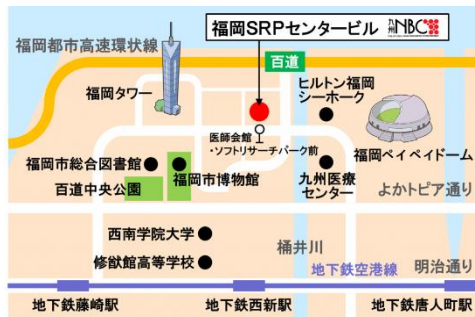 福岡SRPセンタービル 九州NBC
福岡都市高速環状線
百道
福岡タワー
ヒルトン福岡
シーホーク
医師会館
・ソフトリサーチパーク前
福岡ペイペイドーム
福岡市総合図書館
福岡市博物館
九州医療
センター
百道中央公園
よかトピア通り
西南学院大学
樋井川
修猷館高等学校
明治通り
地下鉄空港線
地下鉄藤崎駅
地下鉄西新駅
地下鉄唐人町駅